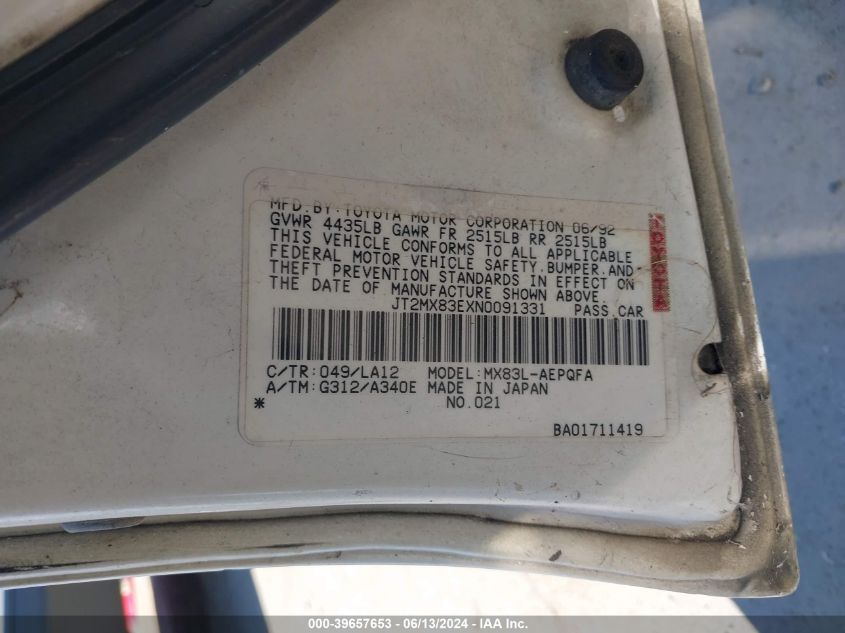 MFD. BY: TOYOTA MOTOR CORPORATION 06/92
GVWR 4435LB GAWR FR 2515LB RR 2515LB
THIS VEHICLE CONFORMS TO ALL APPLICABLE
FEDERAL MOTOR VEHICLE SAFETY, BUMPER, AND
THEFT PREVENTION STANDARDS IN EFFECT ON
THE DATE OF MANUFACTURE SHOWN ABOVE.
TOYOTA
JT2MX83EXN0091331 PASS. CAR
C/TR: 049/LA12 MODEL: MX83L-AEPQFA
A/TM: G312/A340E MADE IN JAPAN
* NO. 021
BA01711419
000-39657653 - 06/13/2024 - IAA Inc.